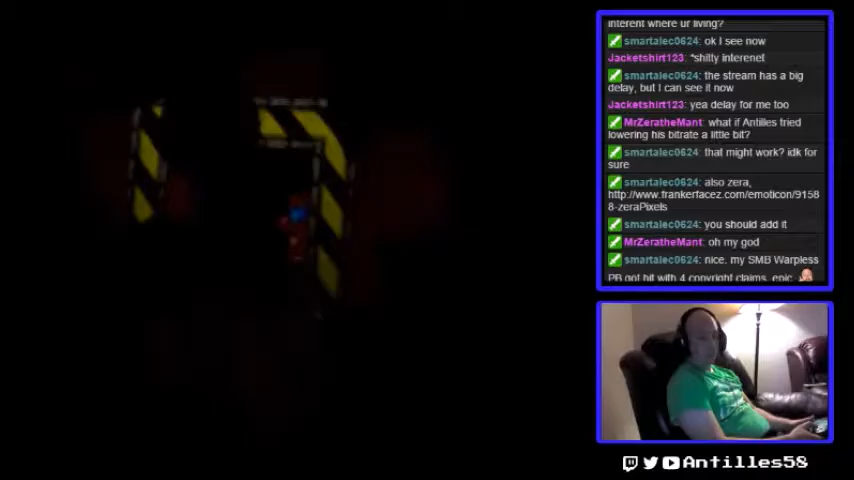 interent where ur living?
smartalec0624: ok I see now
Jacketshirt123: *shitty interenet
smartalec0624: the stream has a big
delay, but I can see it now
Jacketshirt123: yea delay for me too
MrZeratheMant: what if Antilles tried
lowering his bitrate a little bit?
smartalec0624: that might work? idk for
sure
smartalec0624: also zera,
http://www.frankerfacez.com/emoticon/9158
8-zeraPixels
smartalec0624: you should add it
MrZeratheMant: oh my god
smartalec0624: nice. my SMB Warpless
PB got hit with 4 copyright claims, epic
Antilles58